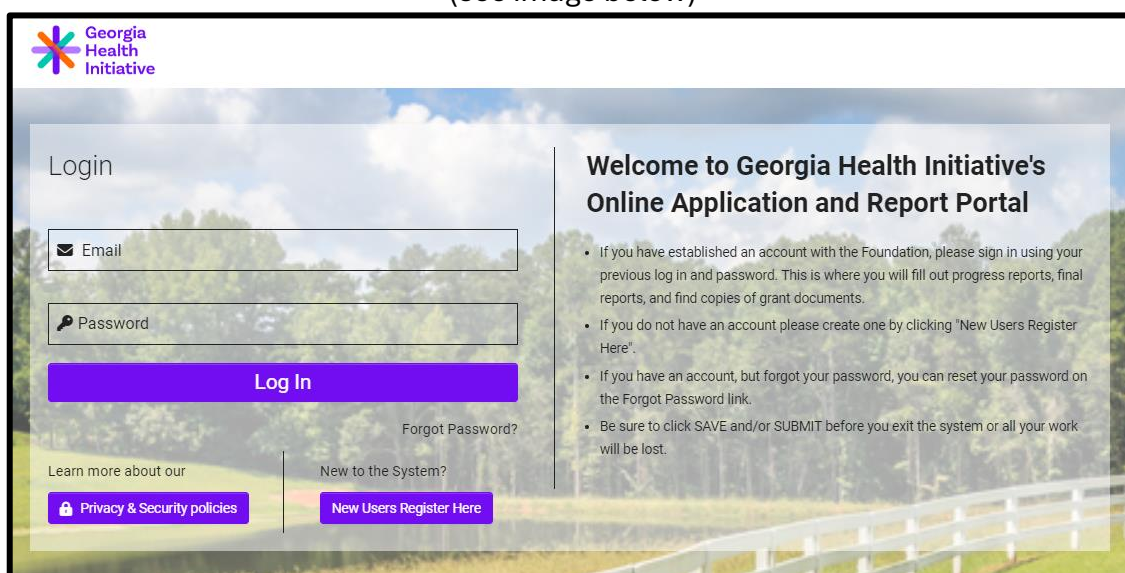 (see image below)
Georgia
Health
Initiative
Login
Email
Password
Log In
Forgot Password?
Learn more about our
Privacy & Security policies
New to the System?
New Users Register Here
Welcome to Georgia Health Initiative's
Online Application and Report Portal
• If you have established an account with the Foundation, please sign in using your
previous log in and password. This is where you will fill out progress reports, final
reports, and find copies of grant documents.
• If you do not have an account please create one by clicking "New Users Register
Here".
• If you have an account, but forgot your password, you can reset your password on
the Forgot Password link.
• Be sure to click SAVE and/or SUBMIT before you exit the system or all your work
will be lost.